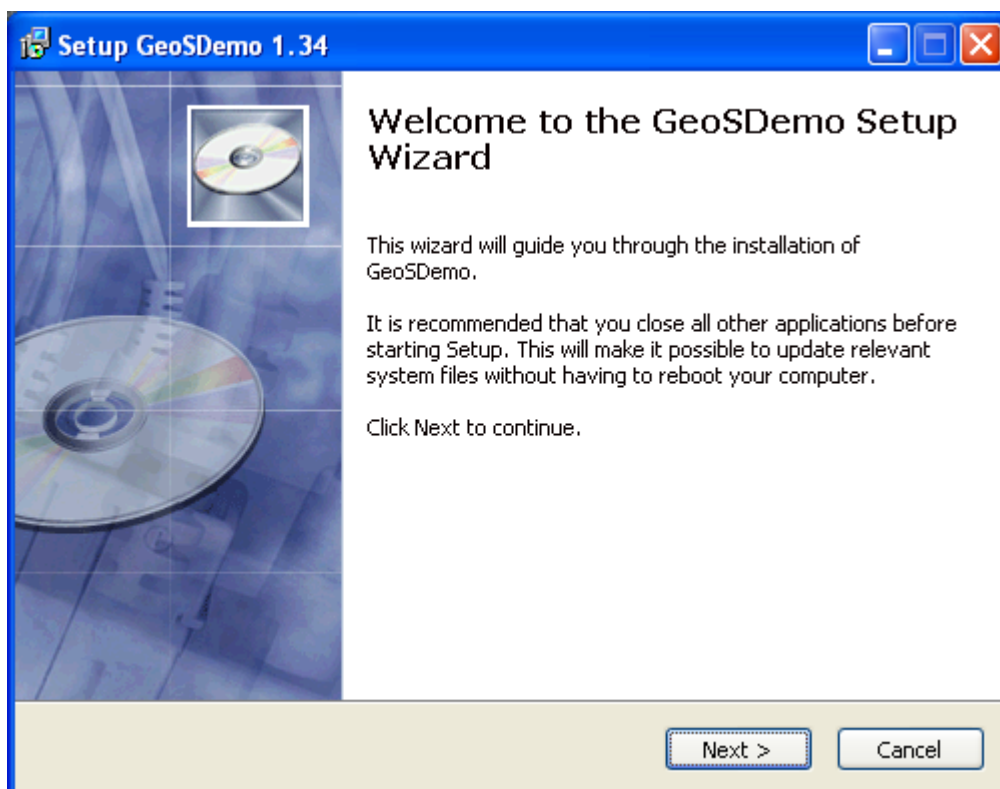 Setup GeoSDemo 1.34
Welcome to the GeoSDemo Setup
Wizard
This wizard will guide you through the installation of
GeoSDemo.
It is recommended that you close all other applications before
starting Setup. This will make it possible to update relevant
system files without having to reboot your computer.
Click Next to continue.
Next >
Cancel